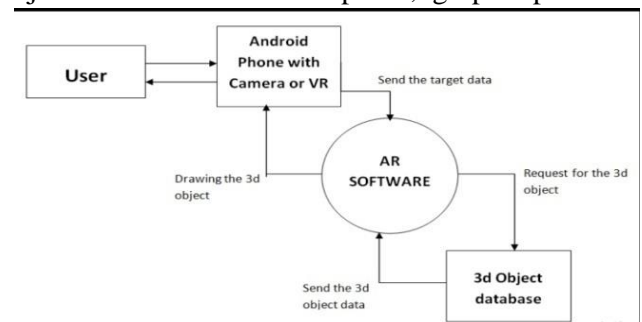 Android
Phone with
Camera or VR
User
Send the target data
AR
SOFTWARE
Drawing the 3d
object
Request for the 3d
object
3d Object
database
Send the 3d
object data